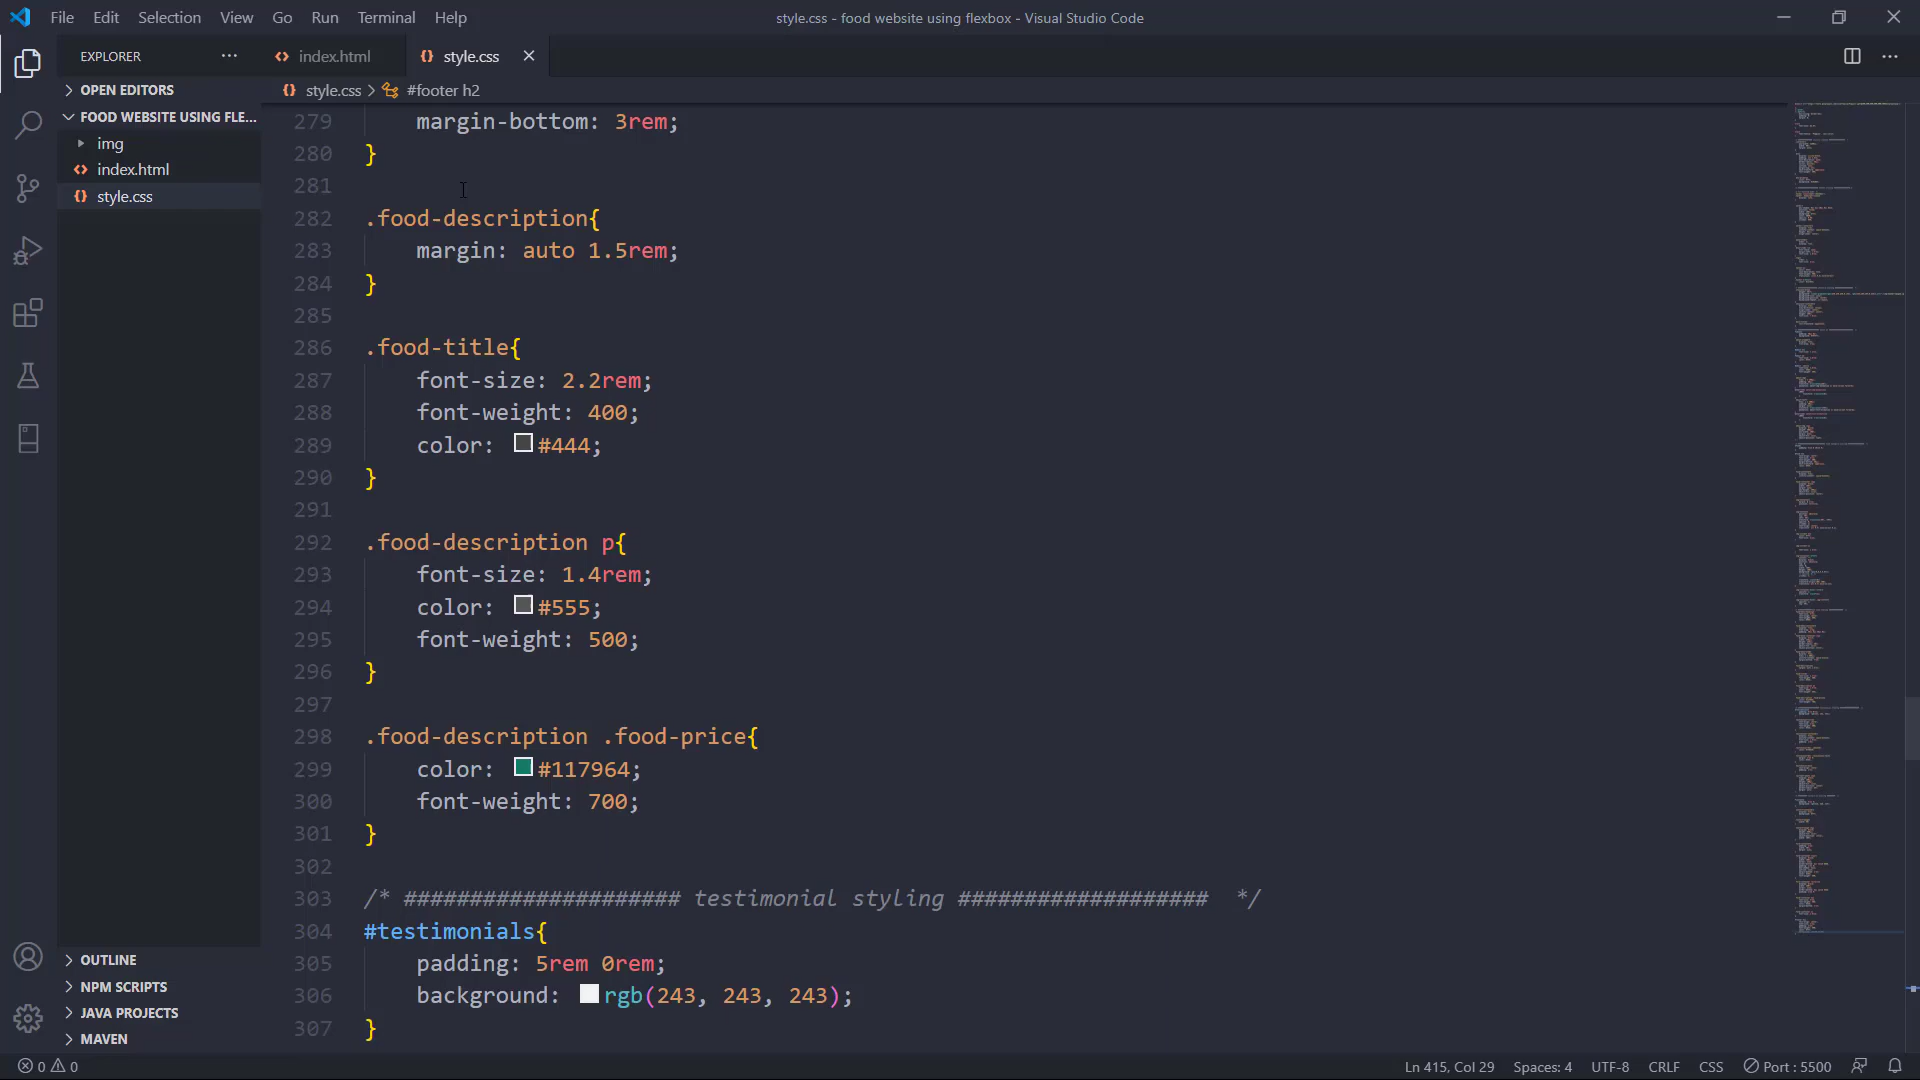 File Edit Selection View Go Run Terminal Help
style.css - food website using flexbox - Visual Studio Code
EXPLORER
index.html
style.css
OPEN EDITORS
FOOD WEBSITE USING FLE...
img
index.html
style.css
style.css > #footer h2
279 margin-bottom: 3rem;
280 }
281
282 .food-description{
283 margin: auto 1.5rem;
284 }
285
286 .food-title{
287 font-size: 2.2rem;
288 font-weight: 400;
289 color: #444;
290 }
291
292 .food-description p{
293 font-size: 1.4rem;
294 color: #555;
295 font-weight: 500;
296 }
297
298 .food-description .food-price{
299 color: #117964;
300 font-weight: 700;
301 }
302
303 /* ##################### testimonial styling ################### */
304 #testimonials{
305 padding: 5rem 0rem;
306 background: rgb(243, 243, 243);
307 }
OUTLINE
NPM SCRIPTS
JAVA PROJECTS
MAVEN
0 0
Ln 415, Col 29 Spaces: 4 UTF-8 CRLF CSS Port : 5500